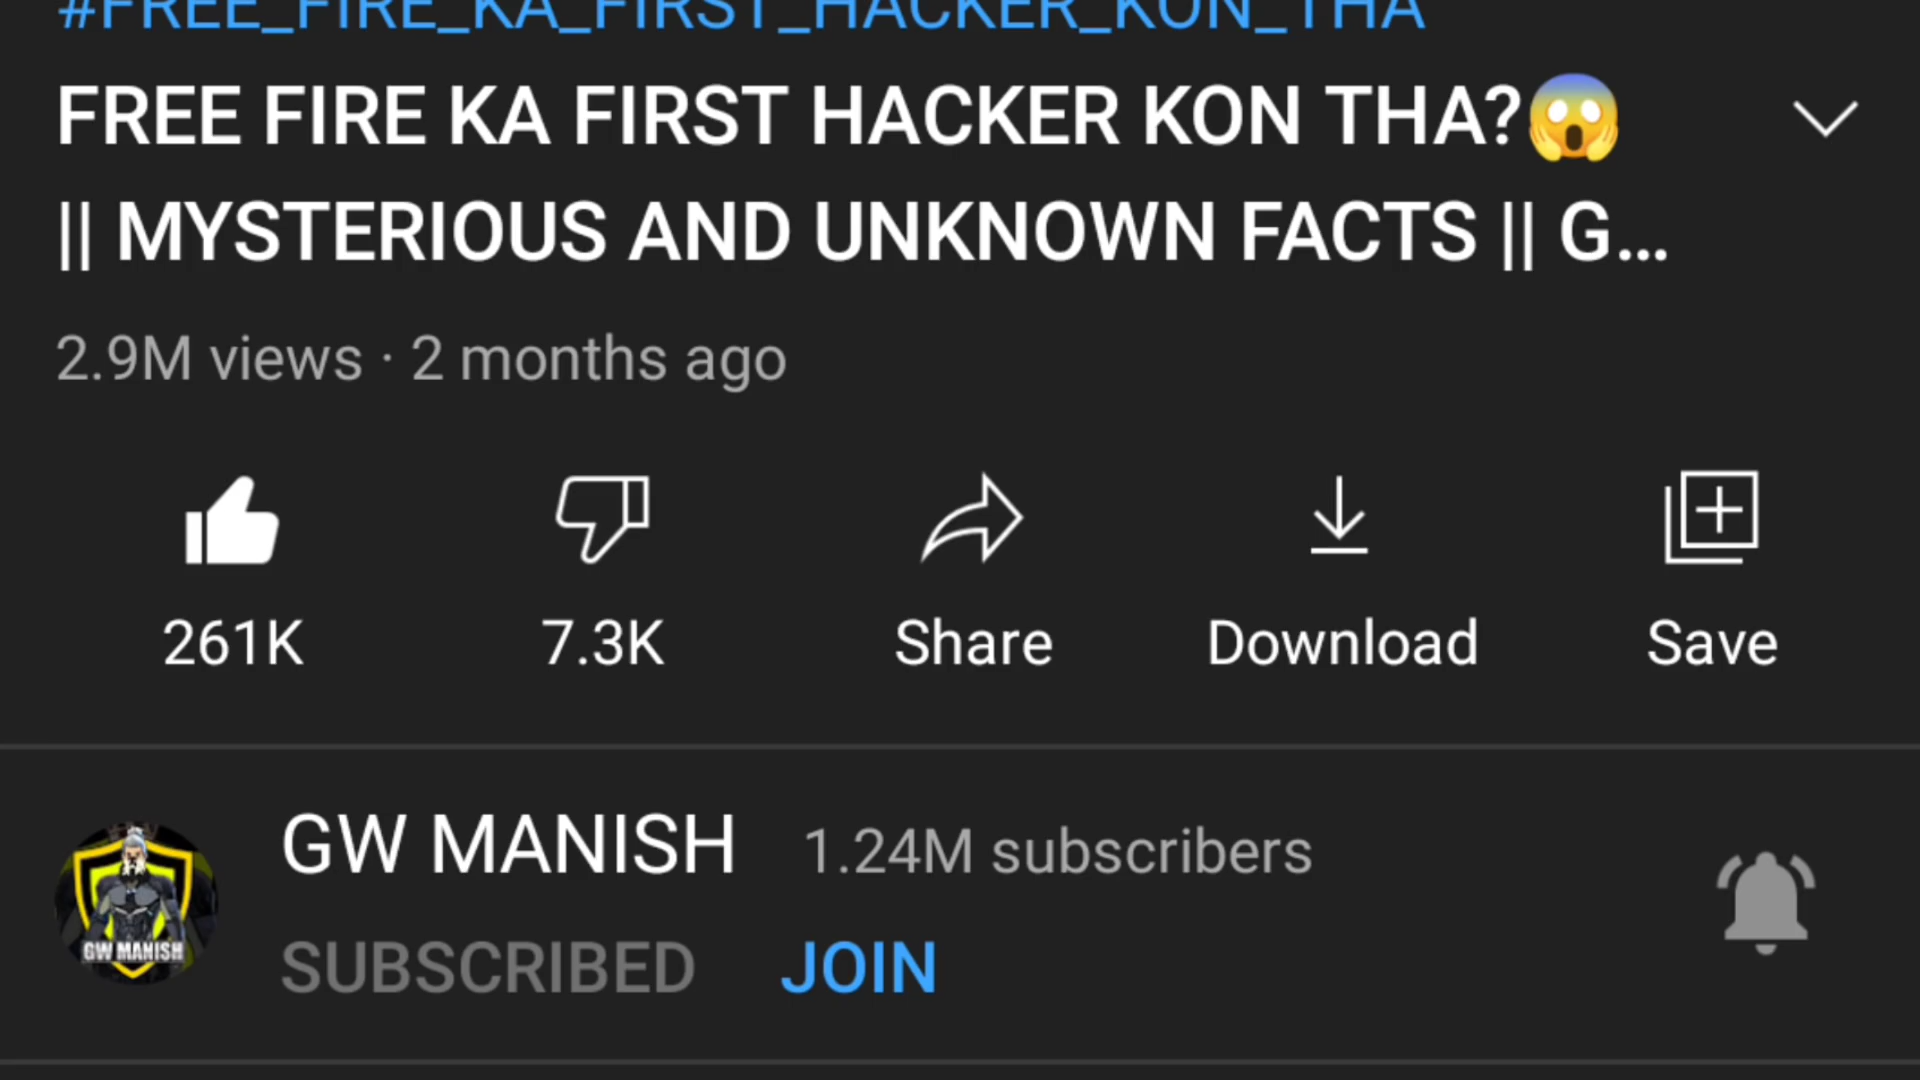 #FREE_FIRE_KA_FIRST_HACKER_KON_THA
FREE FIRE KA FIRST HACKER KON THA?😱
|| MYSTERIOUS AND UNKNOWN FACTS || G...
2.9M views · 2 months ago
261K
7.3K
Share
Download
Save
GW MANISH 1.24M subscribers
GW MANISH
SUBSCRIBED JOIN